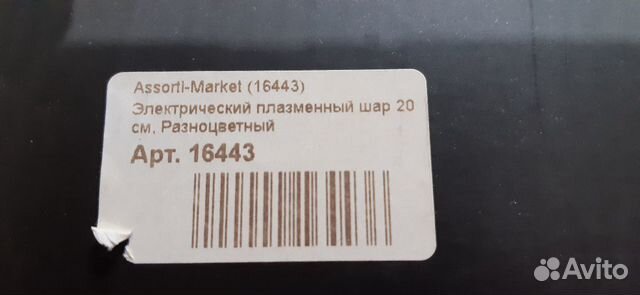 Assorti-Market (16443)
Электрический плазменный шар 20
см, Разноцветный
Арт. 16443
Avito